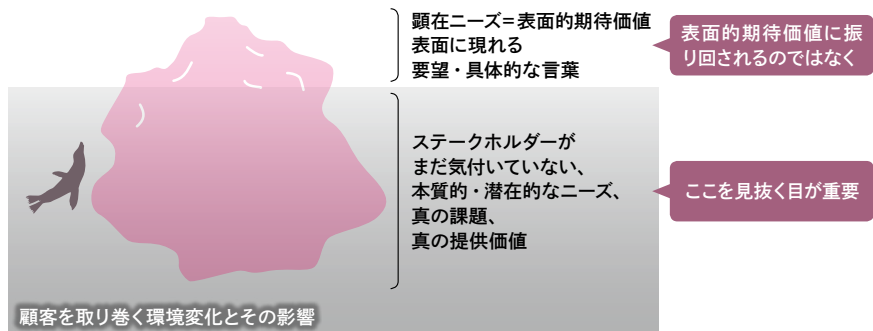 顕在ニーズ=表面的期待価値
表面に現れる
要望・具体的な言葉
表面的期待価値に振
り回されるのではなく
ステークホルダーが
まだ気付いていない、
本質的・潜在的なニーズ、
真の課題、
真の提供価値
ここを見抜く目が重要
顧客を取り巻く環境変化とその影響